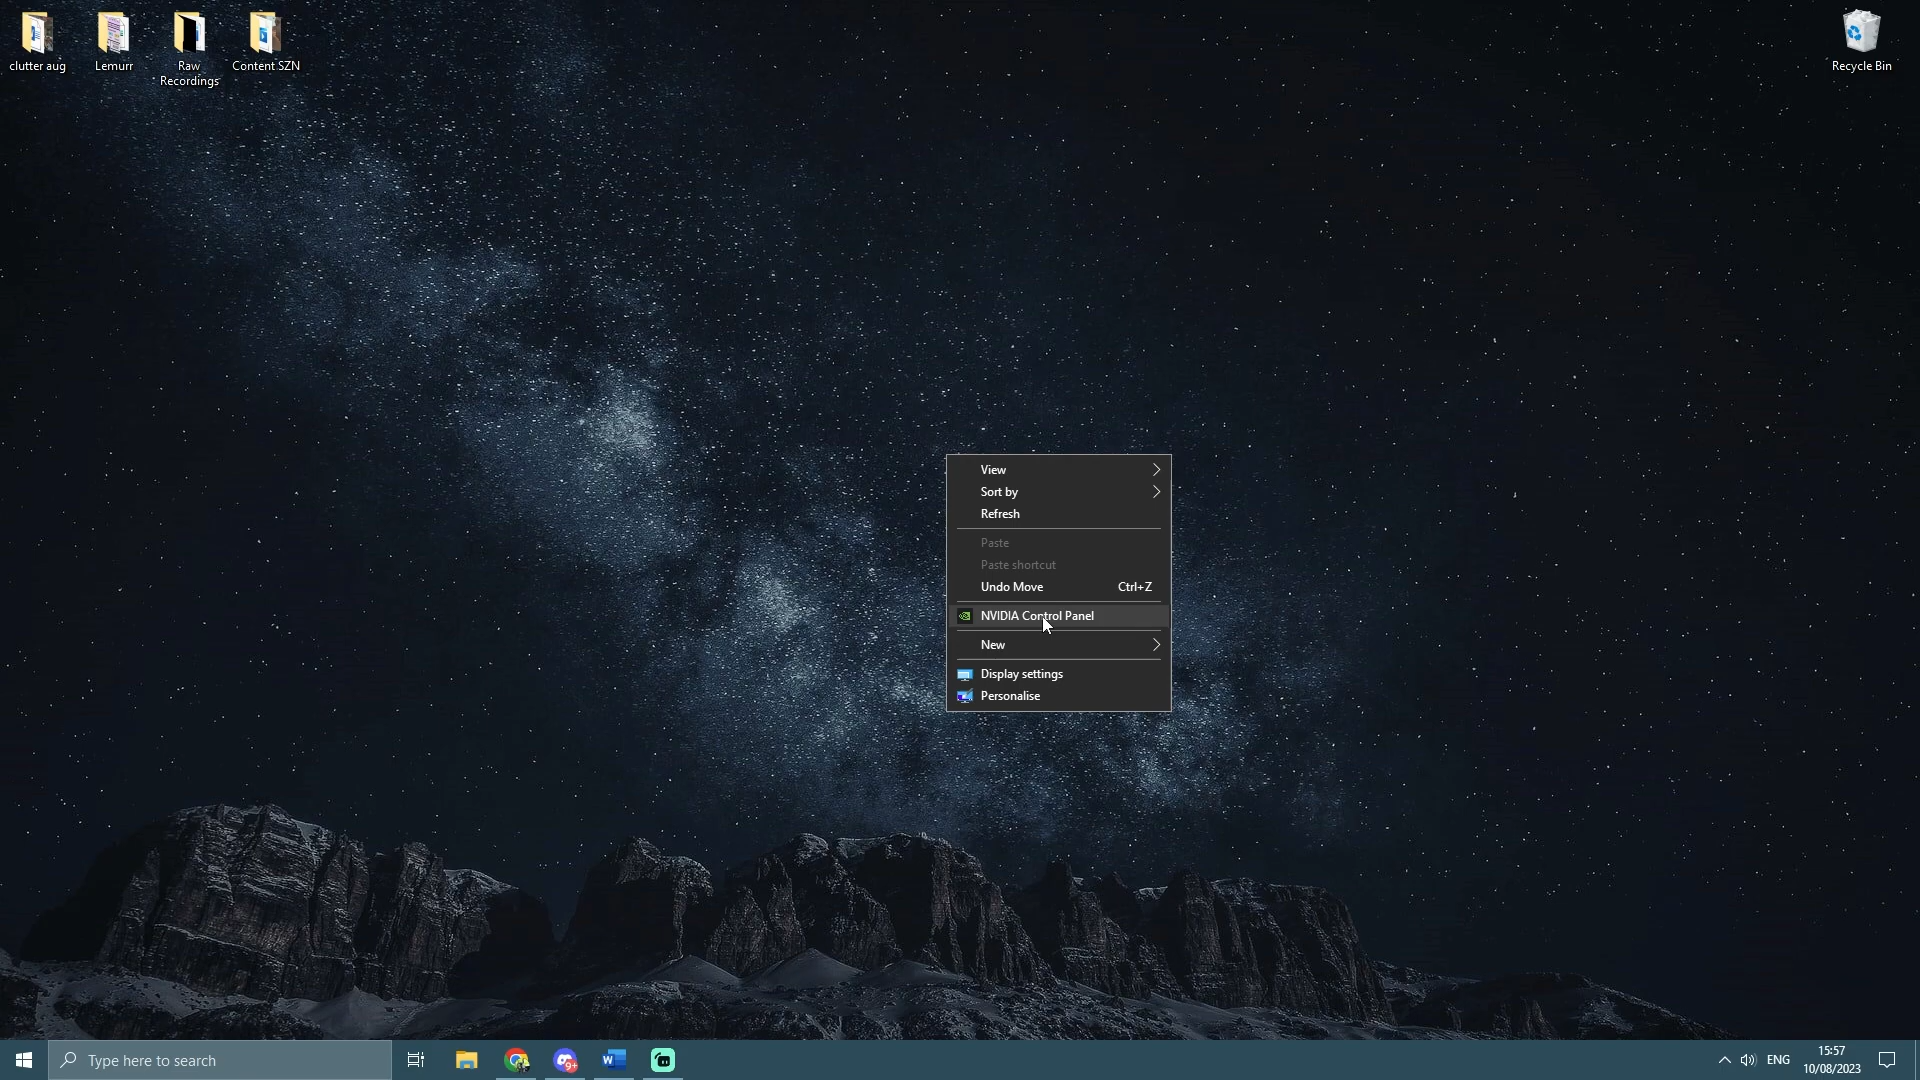 clutter aug
Lemurr
Raw
Recordings
Content SZN
Recycle Bin
View
Sort by
Refresh
Paste
Paste shortcut
Undo Move Ctrl+Z
NVIDIA Control Panel
New
Display settings
Personalise
Type here to search
9+
W
ENG
15:57
10/08/2023